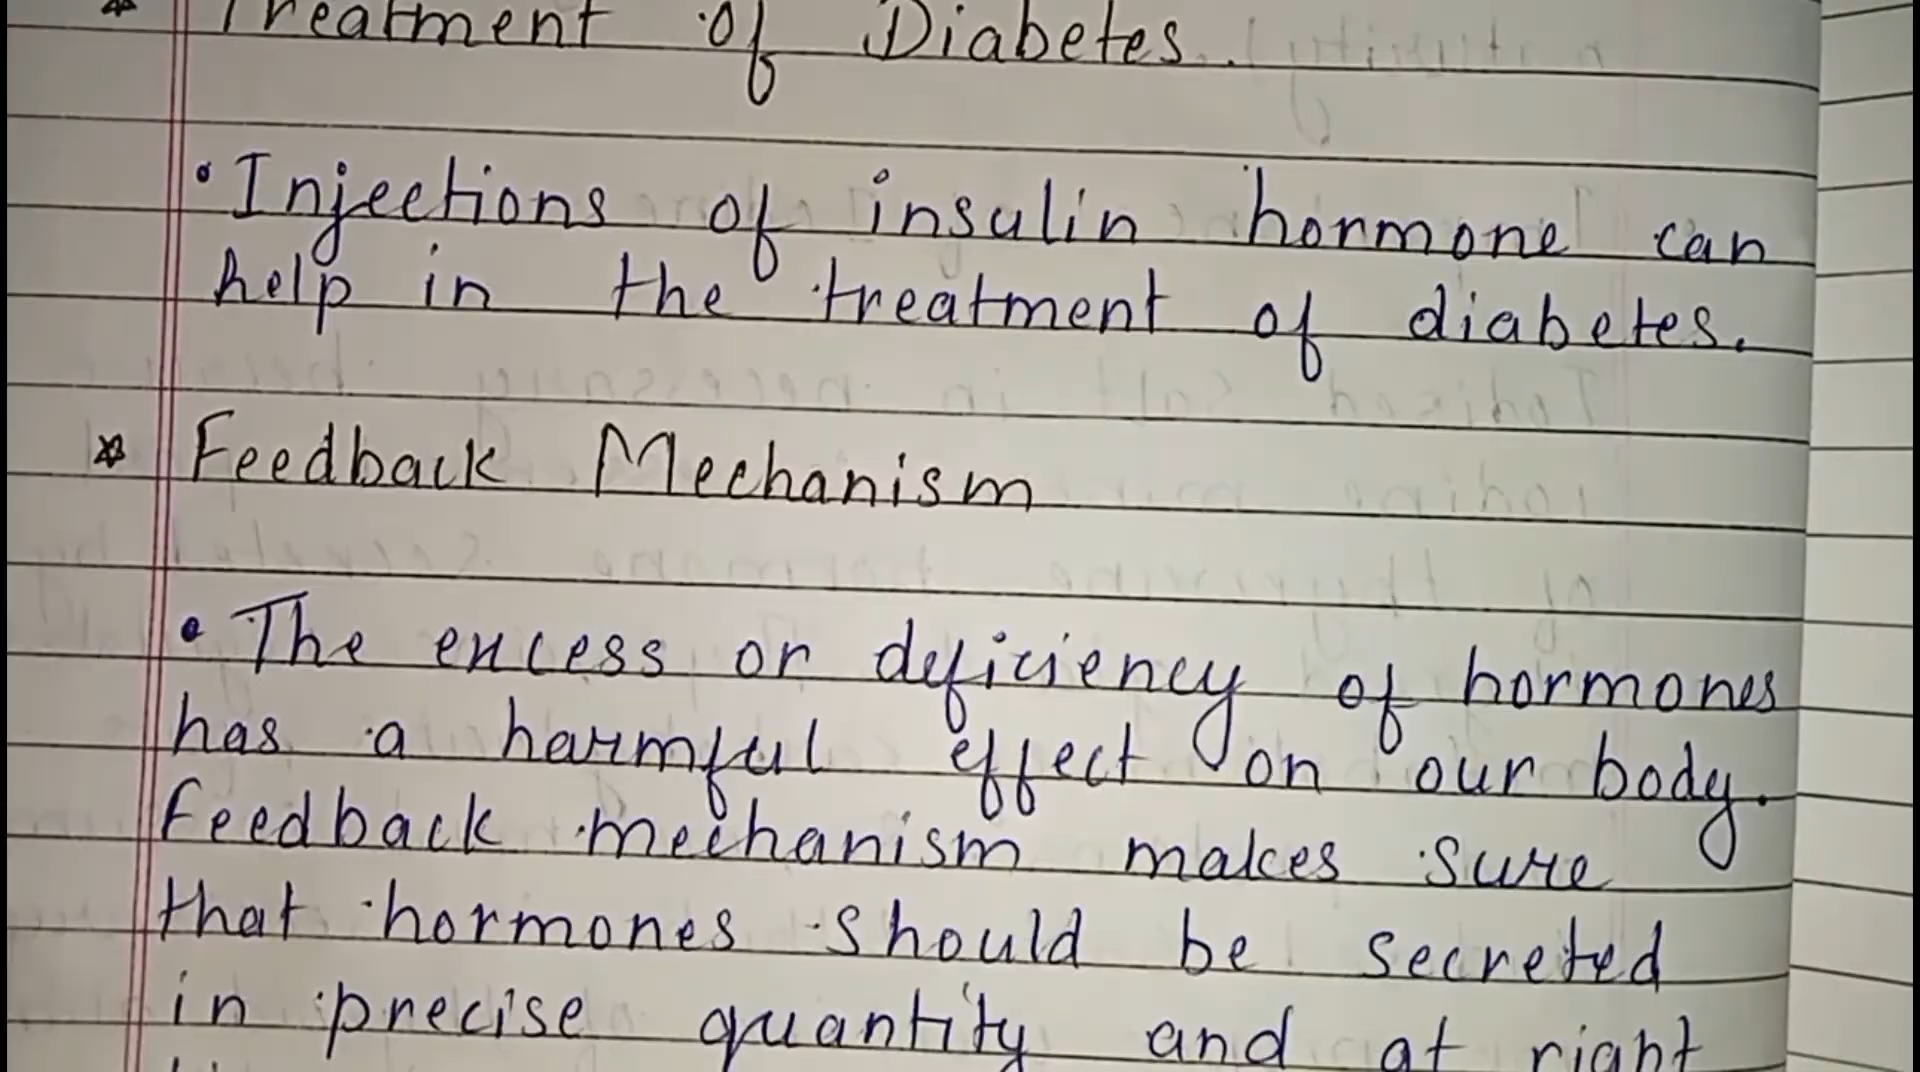 * Treatment of Diabetes.
• Injections of insulin hormone can
help in the treatment of diabetes.
* Feedback Mechanism
• The excess or deficiency of hormones
has a harmful effect on our body.
Feedback mechanism makes sure
that hormones should be secreted
in precise quantity and at right